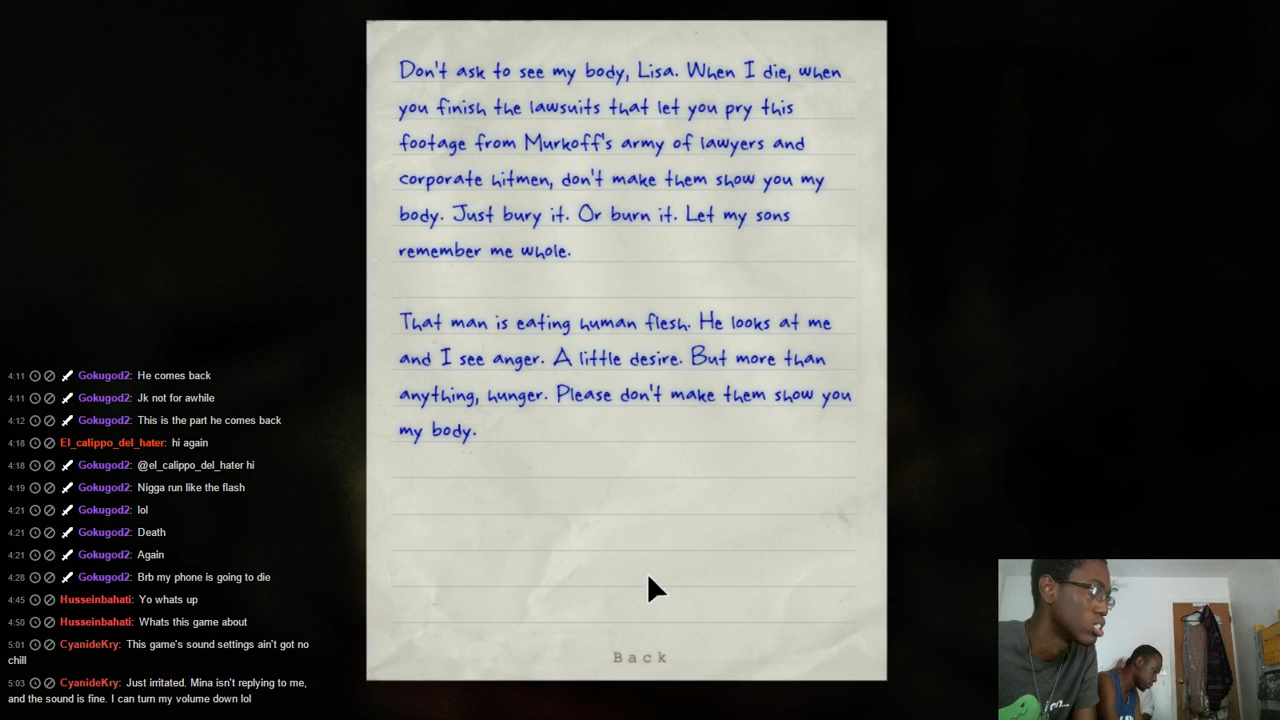 Don't ask to see my body, Lisa. When I die, when
you finish the lawsuits that let you pry this
footage from Murkoff's army of lawyers and
corporate hitmen, don't make them show you my
body. Just bury it. Or burn it. Let my sons
remember me whole.
That man is eating human flesh. He looks at me
and I see anger. A little desire. But more than
anything, hunger. Please don't make them show you
my body.
Back
4:11 Gokugod2: He comes back
4:11 Gokugod2: Jk not for awhile
4:12 Gokugod2: This is the part he comes back
4:18 El_calippo_del_hater: hi again
4:18 Gokugod2: @el_calippo_del_hater hi
4:19 Gokugod2: Nigga run like the flash
4:21 Gokugod2: lol
4:21 Gokugod2: Death
4:21 Gokugod2: Again
4:28 Gokugod2: Brb my phone is going to die
4:45 Husseinbahati: Yo whats up
4:50 Husseinbahati: Whats this game about
5:01 CyanideKry: This game's sound settings ain't got no
chill
5:03 CyanideKry: Just irritated. Mina isn't replying to me,
and the sound is fine. I can turn my volume down lol